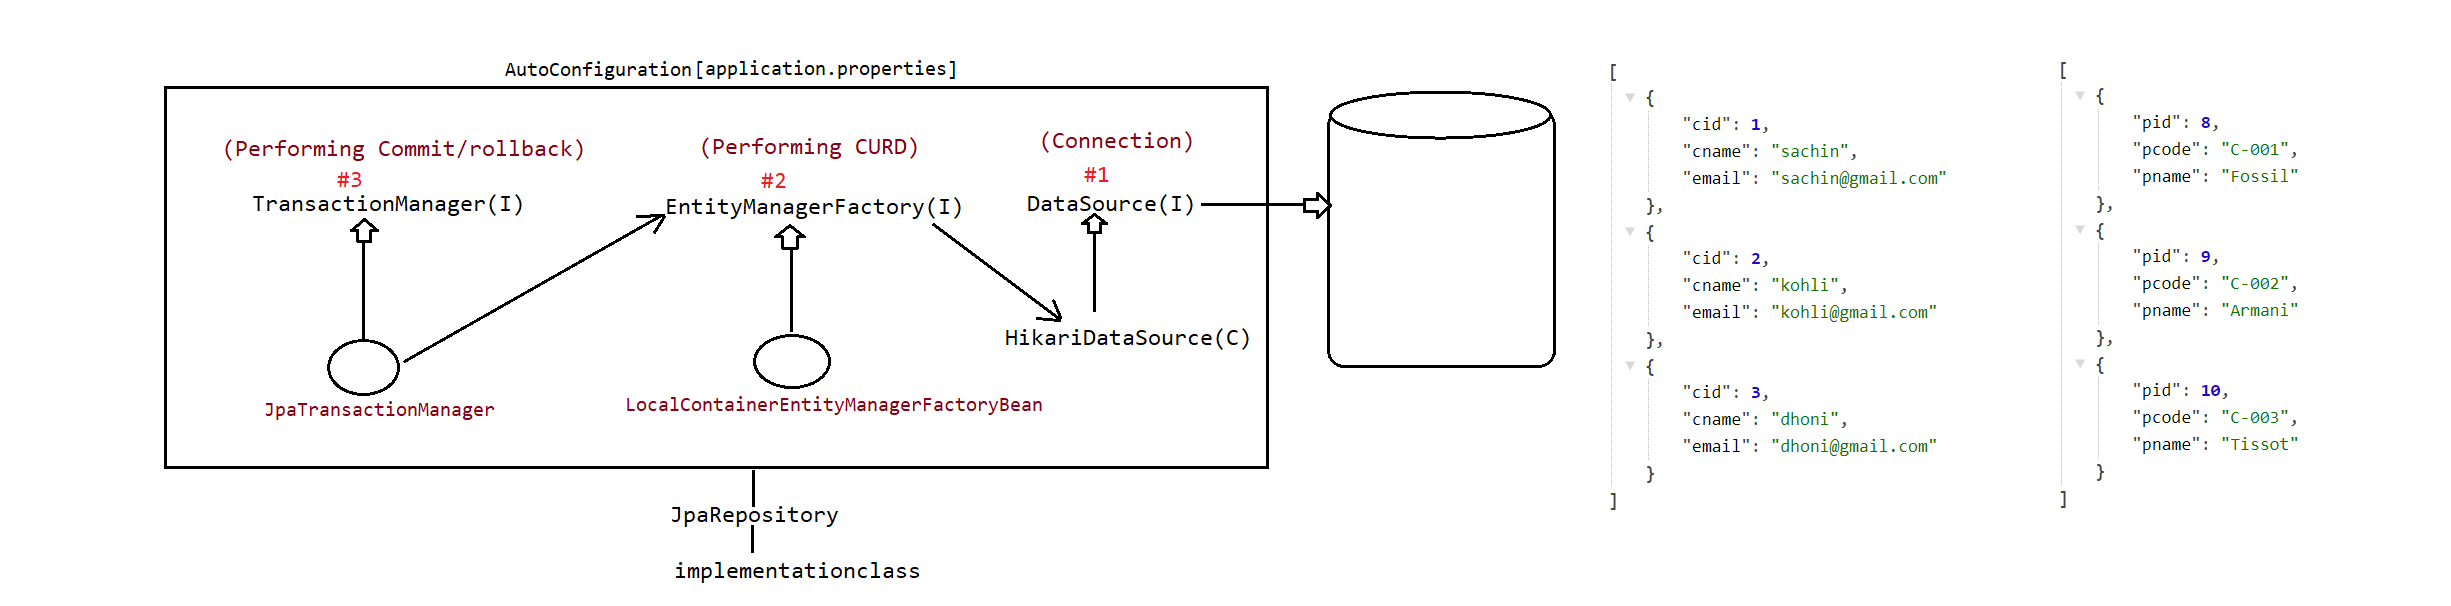 AutoConfiguration[application.properties]
(Performing Commit/rollback)
#3
TransactionManager(I)
JpaTransactionManager
(Performing CURD)
#2
EntityManagerFactory(I)
LocalContainerEntityManagerFactoryBean
(Connection)
#1
DataSource(I)
HikariDataSource(C)
JpaRepository
implementationclass
[
{
"cid": 1,
"cname": "sachin",
"email": "sachin@gmail.com"
},
{
"cid": 2,
"cname": "kohli",
"email": "kohli@gmail.com"
},
{
"cid": 3,
"cname": "dhoni",
"email": "dhoni@gmail.com"
}
]
[
{
"pid": 8,
"pcode": "C-001",
"pname": "Fossil"
},
{
"pid": 9,
"pcode": "C-002",
"pname": "Armani"
},
{
"pid": 10,
"pcode": "C-003",
"pname": "Tissot"
}
]